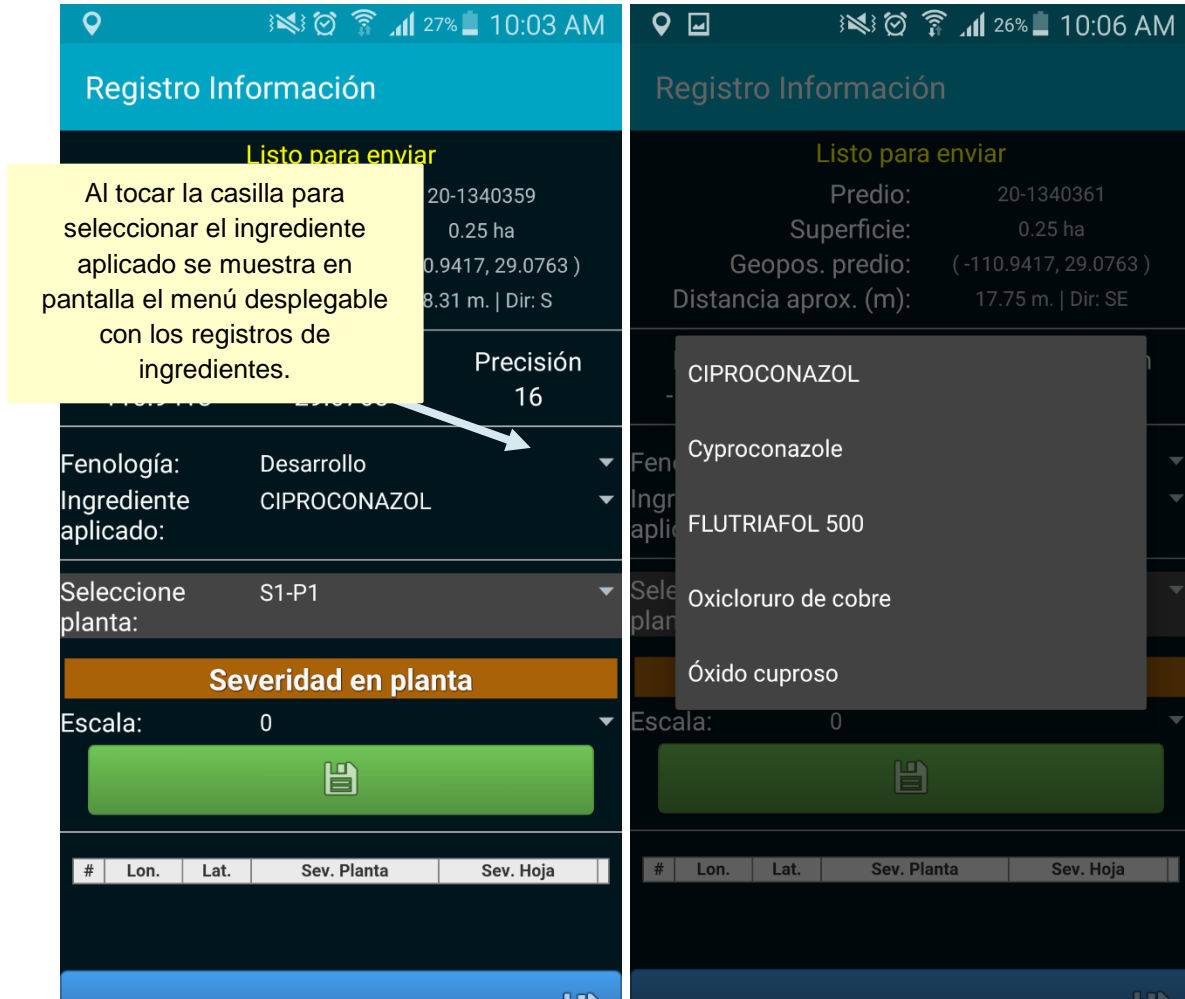 27% 10:03 AM
Registro Información
Listo para enviar
20-1340359
0.25 ha
0.9417, 29.0763 )
8.31 m. | Dir: S
Al tocar la casilla para
seleccionar el ingrediente
aplicado se muestra en
pantalla el menú desplegable
con los registros de
ingredientes.
Precisión
16
Fenología: Desarrollo
Ingrediente CIPROCONAZOL
aplicado:
Seleccione S1-P1
planta:
Severidad en planta
Escala: 0
# Lon. Lat. Sev. Planta Sev. Hoja
26% 10:06 AM
Registro Información
Listo para enviar
Predio: 20-1340361
Superficie: 0.25 ha
Geopos. predio: ( -110.9417, 29.0763 )
Distancia aprox. (m): 17.75 m. | Dir: SE
CIPROCONAZOL
Cyproconazole
FLUTRIAFOL 500
Oxicloruro de cobre
Óxido cuproso
Escala: 0
# Lon. Lat. Sev. Planta Sev. Hoja